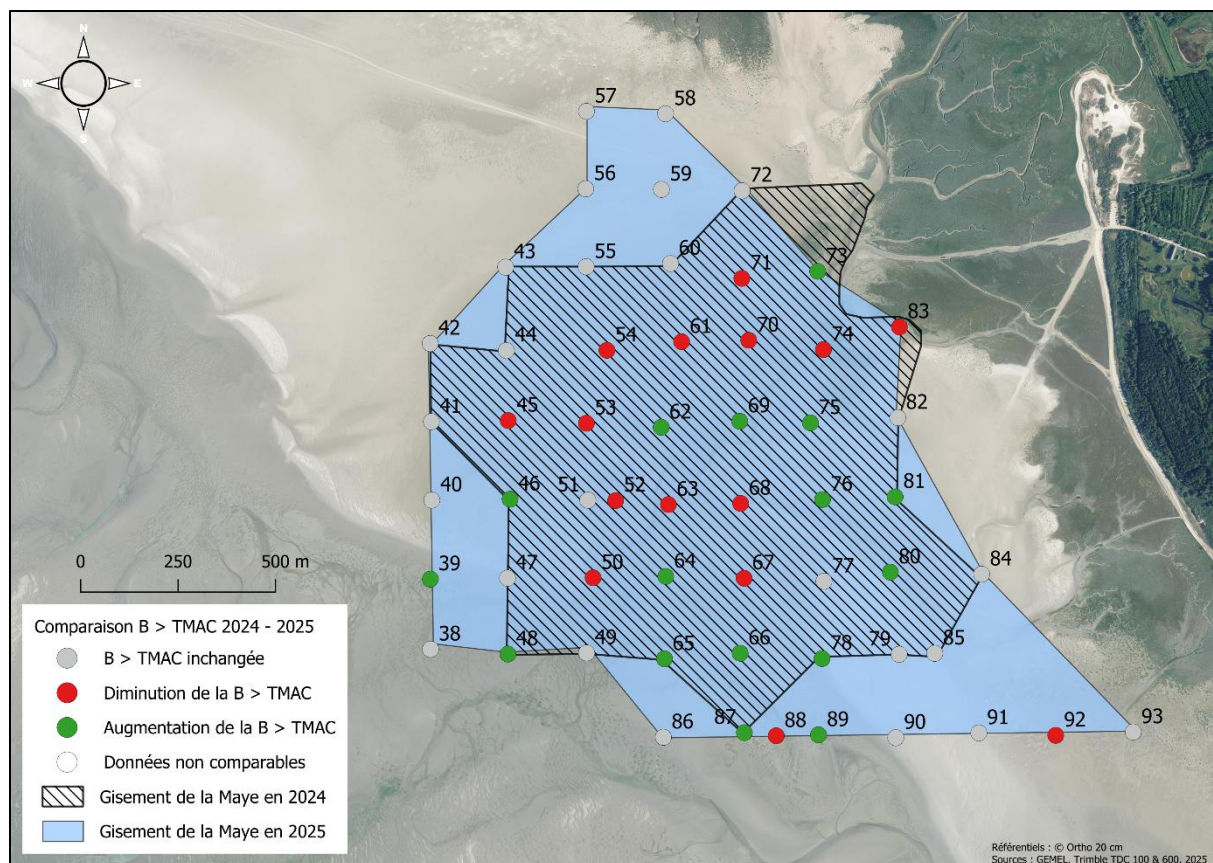 N
W E
S
57 58
56 59 72
43 55 60 71 73
42 44 54 61 70 74 83
41 45 53 62 69 75 82
40 46 51 52 63 68 76 81
39 47 50 64 67 77 80 84
38 48 49 65 66 78 79 85
86 87 88 89 90 91 92 93
0 250 500 m
Comparaison B > TMAC 2024 - 2025
B > TMAC inchangée
Diminution de la B > TMAC
Augmentation de la B > TMAC
Données non comparables
Gisement de la Maye en 2024
Gisement de la Maye en 2025
Référentiels : © Ortho 20 cm
Sources : GEMEL, Trimble TDC 100 & 600, 2025